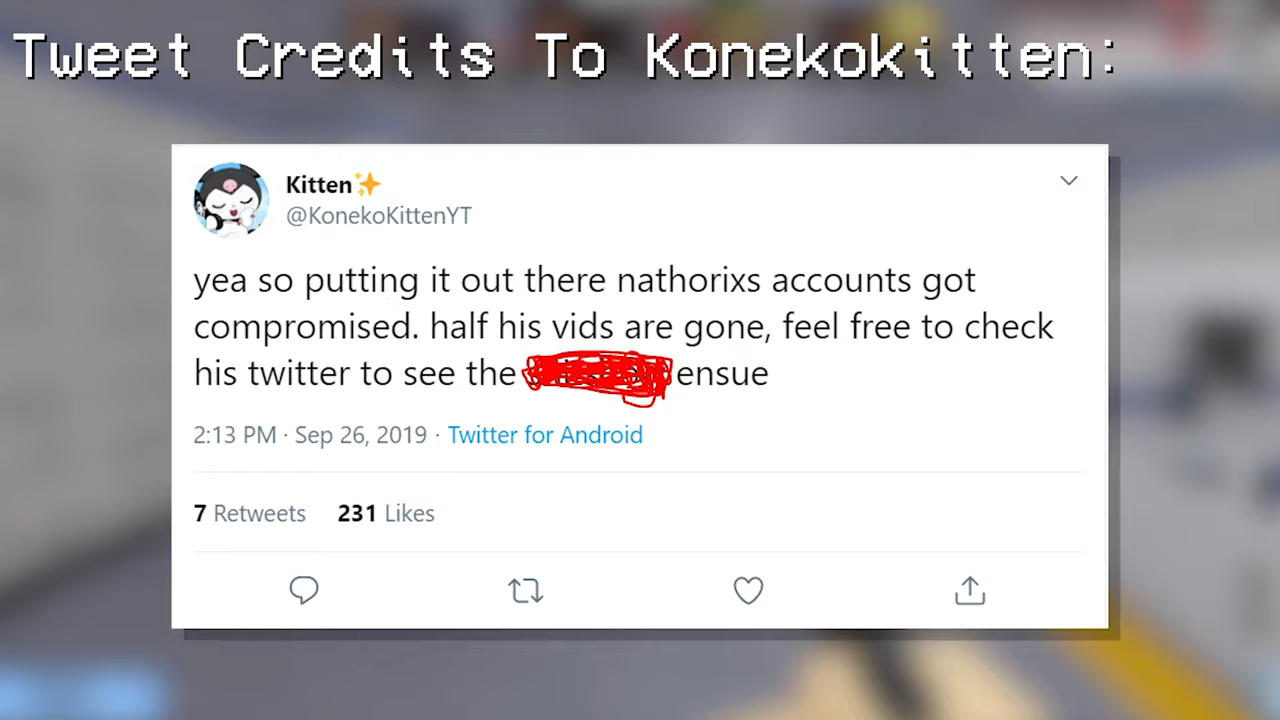 Tweet Credits To Konekokitten:
Kitten✨
@KonekoKittenYT
yea so putting it out there nathorixs accounts got
compromised. half his vids are gone, feel free to check
his twitter to see the ensue
2:13 PM · Sep 26, 2019 · Twitter for Android
7 Retweets 231 Likes